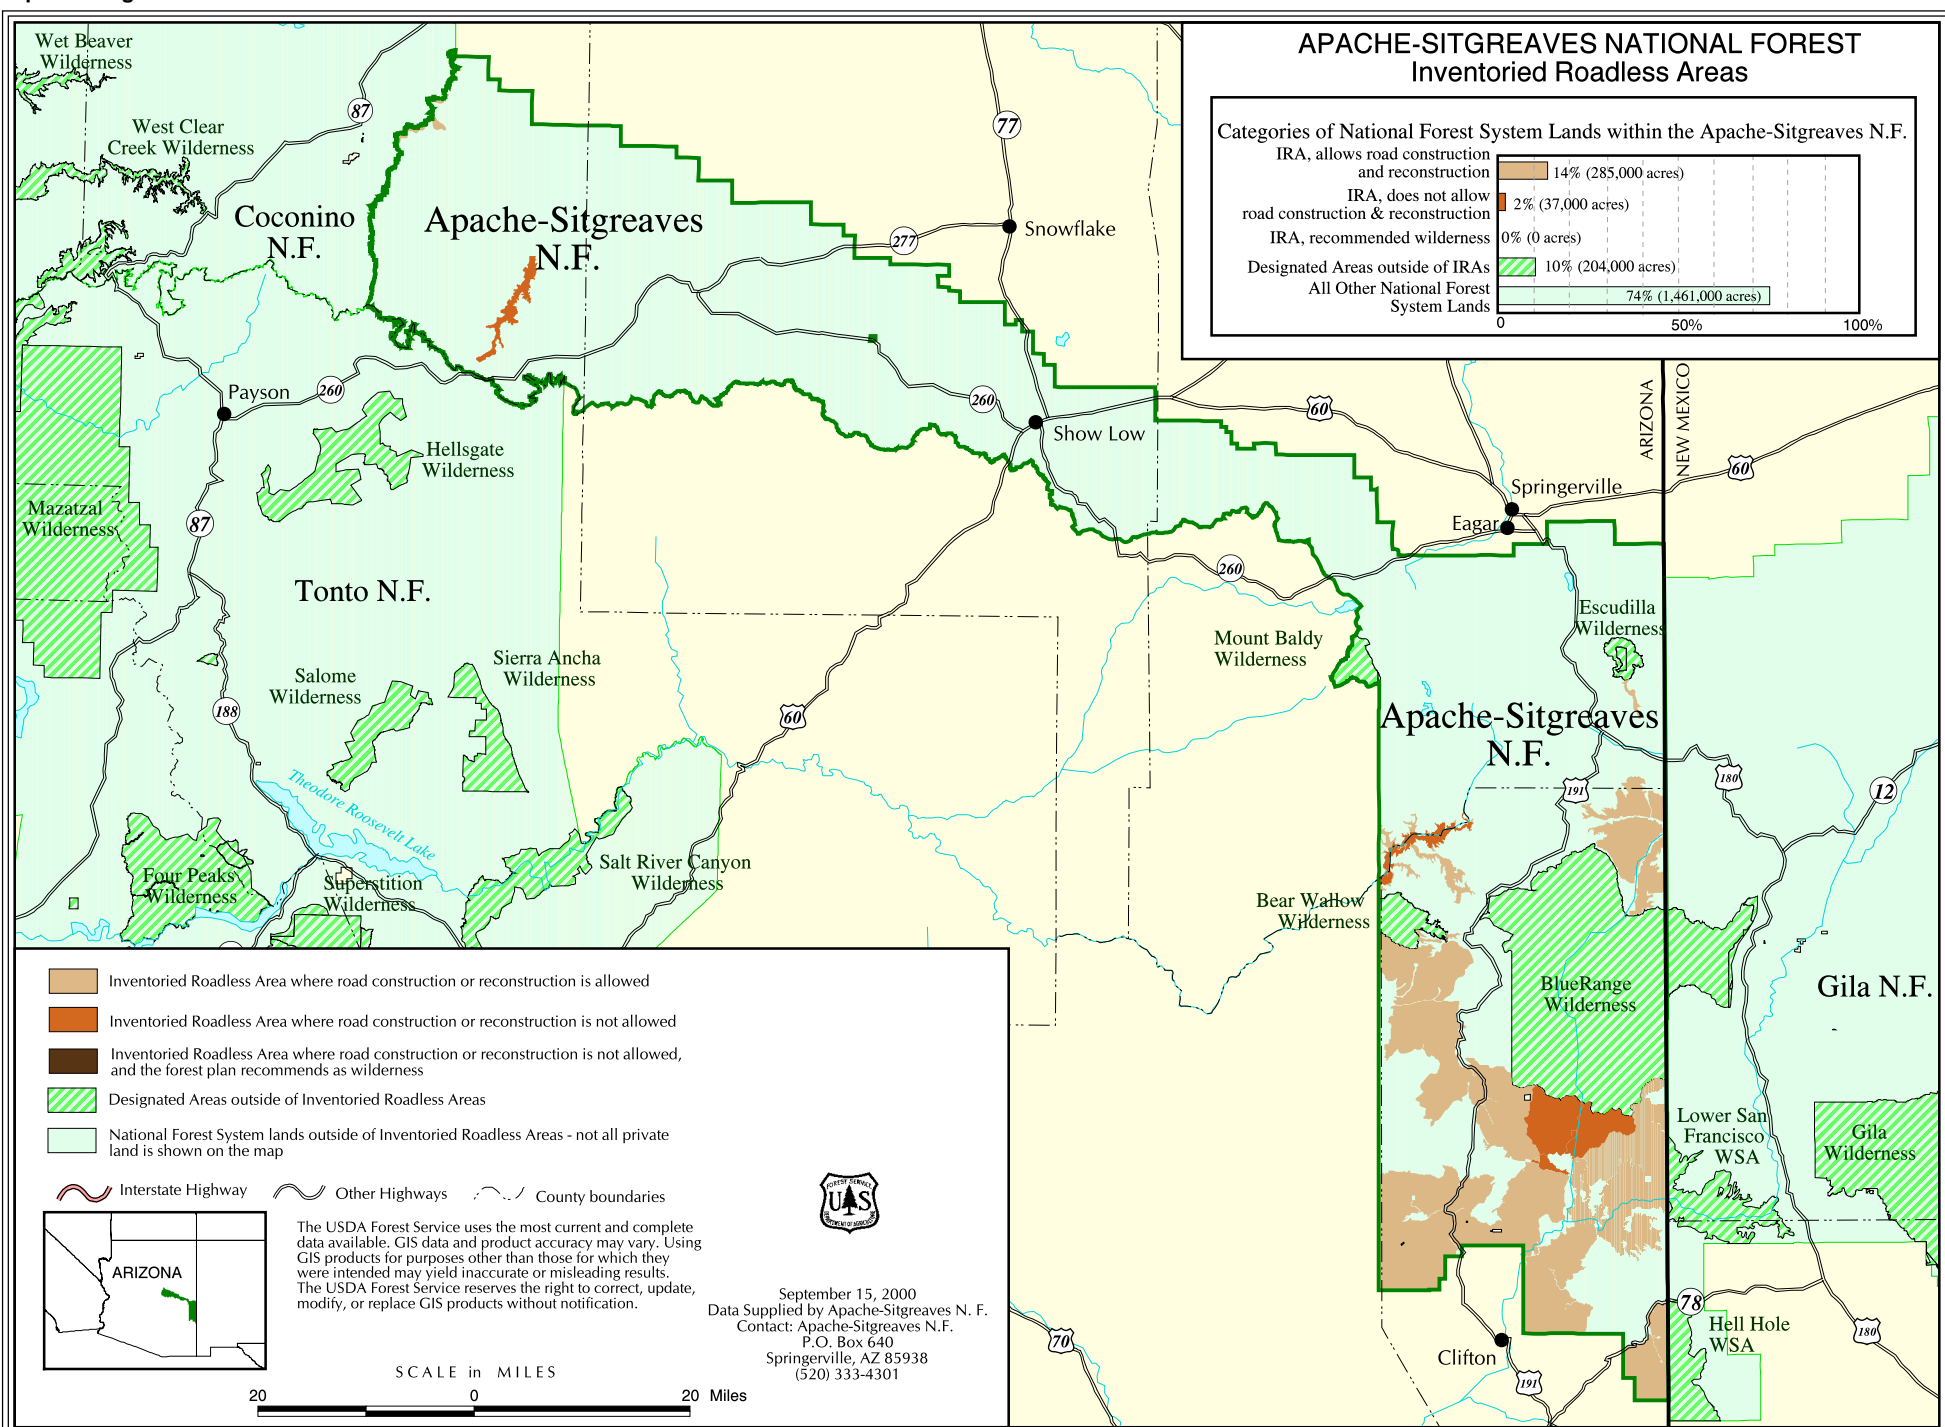 APACHE-SITGREAVES NATIONAL FOREST
Inventoried Roadless Areas
Categories of National Forest System Lands within the Apache-Sitgreaves N.F.
IRA, allows road construction
and reconstruction
14% (285,000 acres)
IRA, does not allow
road construction & reconstruction
2% (37,000 acres)
IRA, recommended wilderness
0% (0 acres)
Designated Areas outside of IRAs
10% (204,000 acres)
All Other National Forest
System Lands
74% (1,461,000 acres)
0
50%
100%
Wet Beaver
Wilderness
87
West Clear
Creek Wilderness
Coconino
N.F.
Apache-Sitgreaves
N.F.
77
277
Snowflake
Payson
260
260
Show Low
60
ARIZONA
NEW MEXICO
60
Springerville
Eagar
Hellsgate
Wilderness
Mazatzal
Wilderness
87
Tonto N.F.
260
Escudilla
Wilderness
Mount Baldy
Wilderness
Salome
Wilderness
Sierra Ancha
Wilderness
188
60
Apache-Sitgreaves
N.F.
191
180
12
Theodore Roosevelt Lake
Four Peaks
Wilderness
Superstition
Wilderness
Salt River Canyon
Wilderness
Bear Wallow
Wilderness
BlueRange
Wilderness
Gila N.F.
Lower San
Francisco
WSA
Gila
Wilderness
78
Hell Hole
WSA
180
70
Clifton
191
Inventoried Roadless Area where road construction or reconstruction is allowed
Inventoried Roadless Area where road construction or reconstruction is not allowed
Inventoried Roadless Area where road construction or reconstruction is not allowed,
and the forest plan recommends as wilderness
Designated Areas outside of Inventoried Roadless Areas
National Forest System lands outside of Inventoried Roadless Areas - not all private
land is shown on the map
Interstate Highway
Other Highways
County boundaries
ARIZONA
The USDA Forest Service uses the most current and complete
data available. GIS data and product accuracy may vary. Using
GIS products for purposes other than those for which they
were intended may yield inaccurate or misleading results.
The USDA Forest Service reserves the right to correct, update,
modify, or replace GIS products without notification.
FOREST SERVICE
U S
DEPARTMENT OF AGRICULTURE
September 15, 2000
Data Supplied by Apache-Sitgreaves N. F.
Contact: Apache-Sitgreaves N.F.
P.O. Box 640
Springerville, AZ 85938
(520) 333-4301
SCALE in MILES
20
0
20
Miles